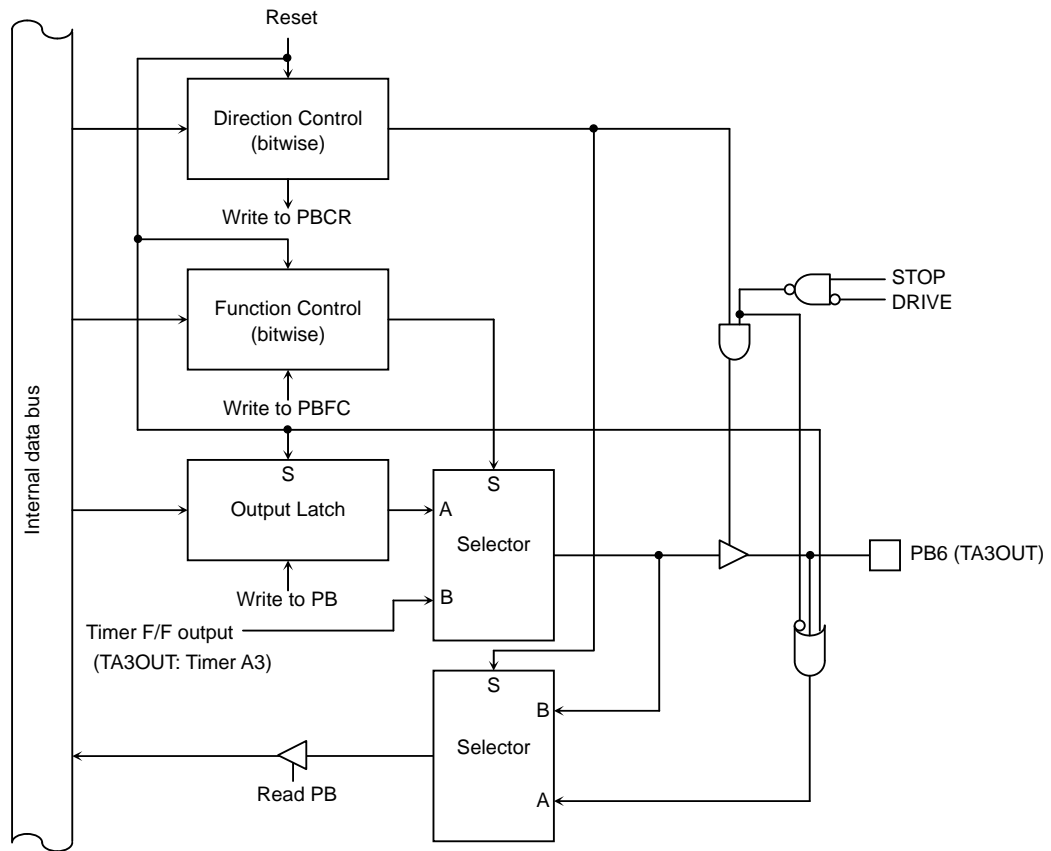 Reset
Direction Control
(bitwise)
Write to PBCR
STOP
DRIVE
Function Control
(bitwise)
Write to PBFC
Internal data bus
S
Output Latch
S
A
Selector
B
PB6 (TA3OUT)
Write to PB
Timer F/F output
(TA3OUT: Timer A3)
S
B
Selector
A
Read PB